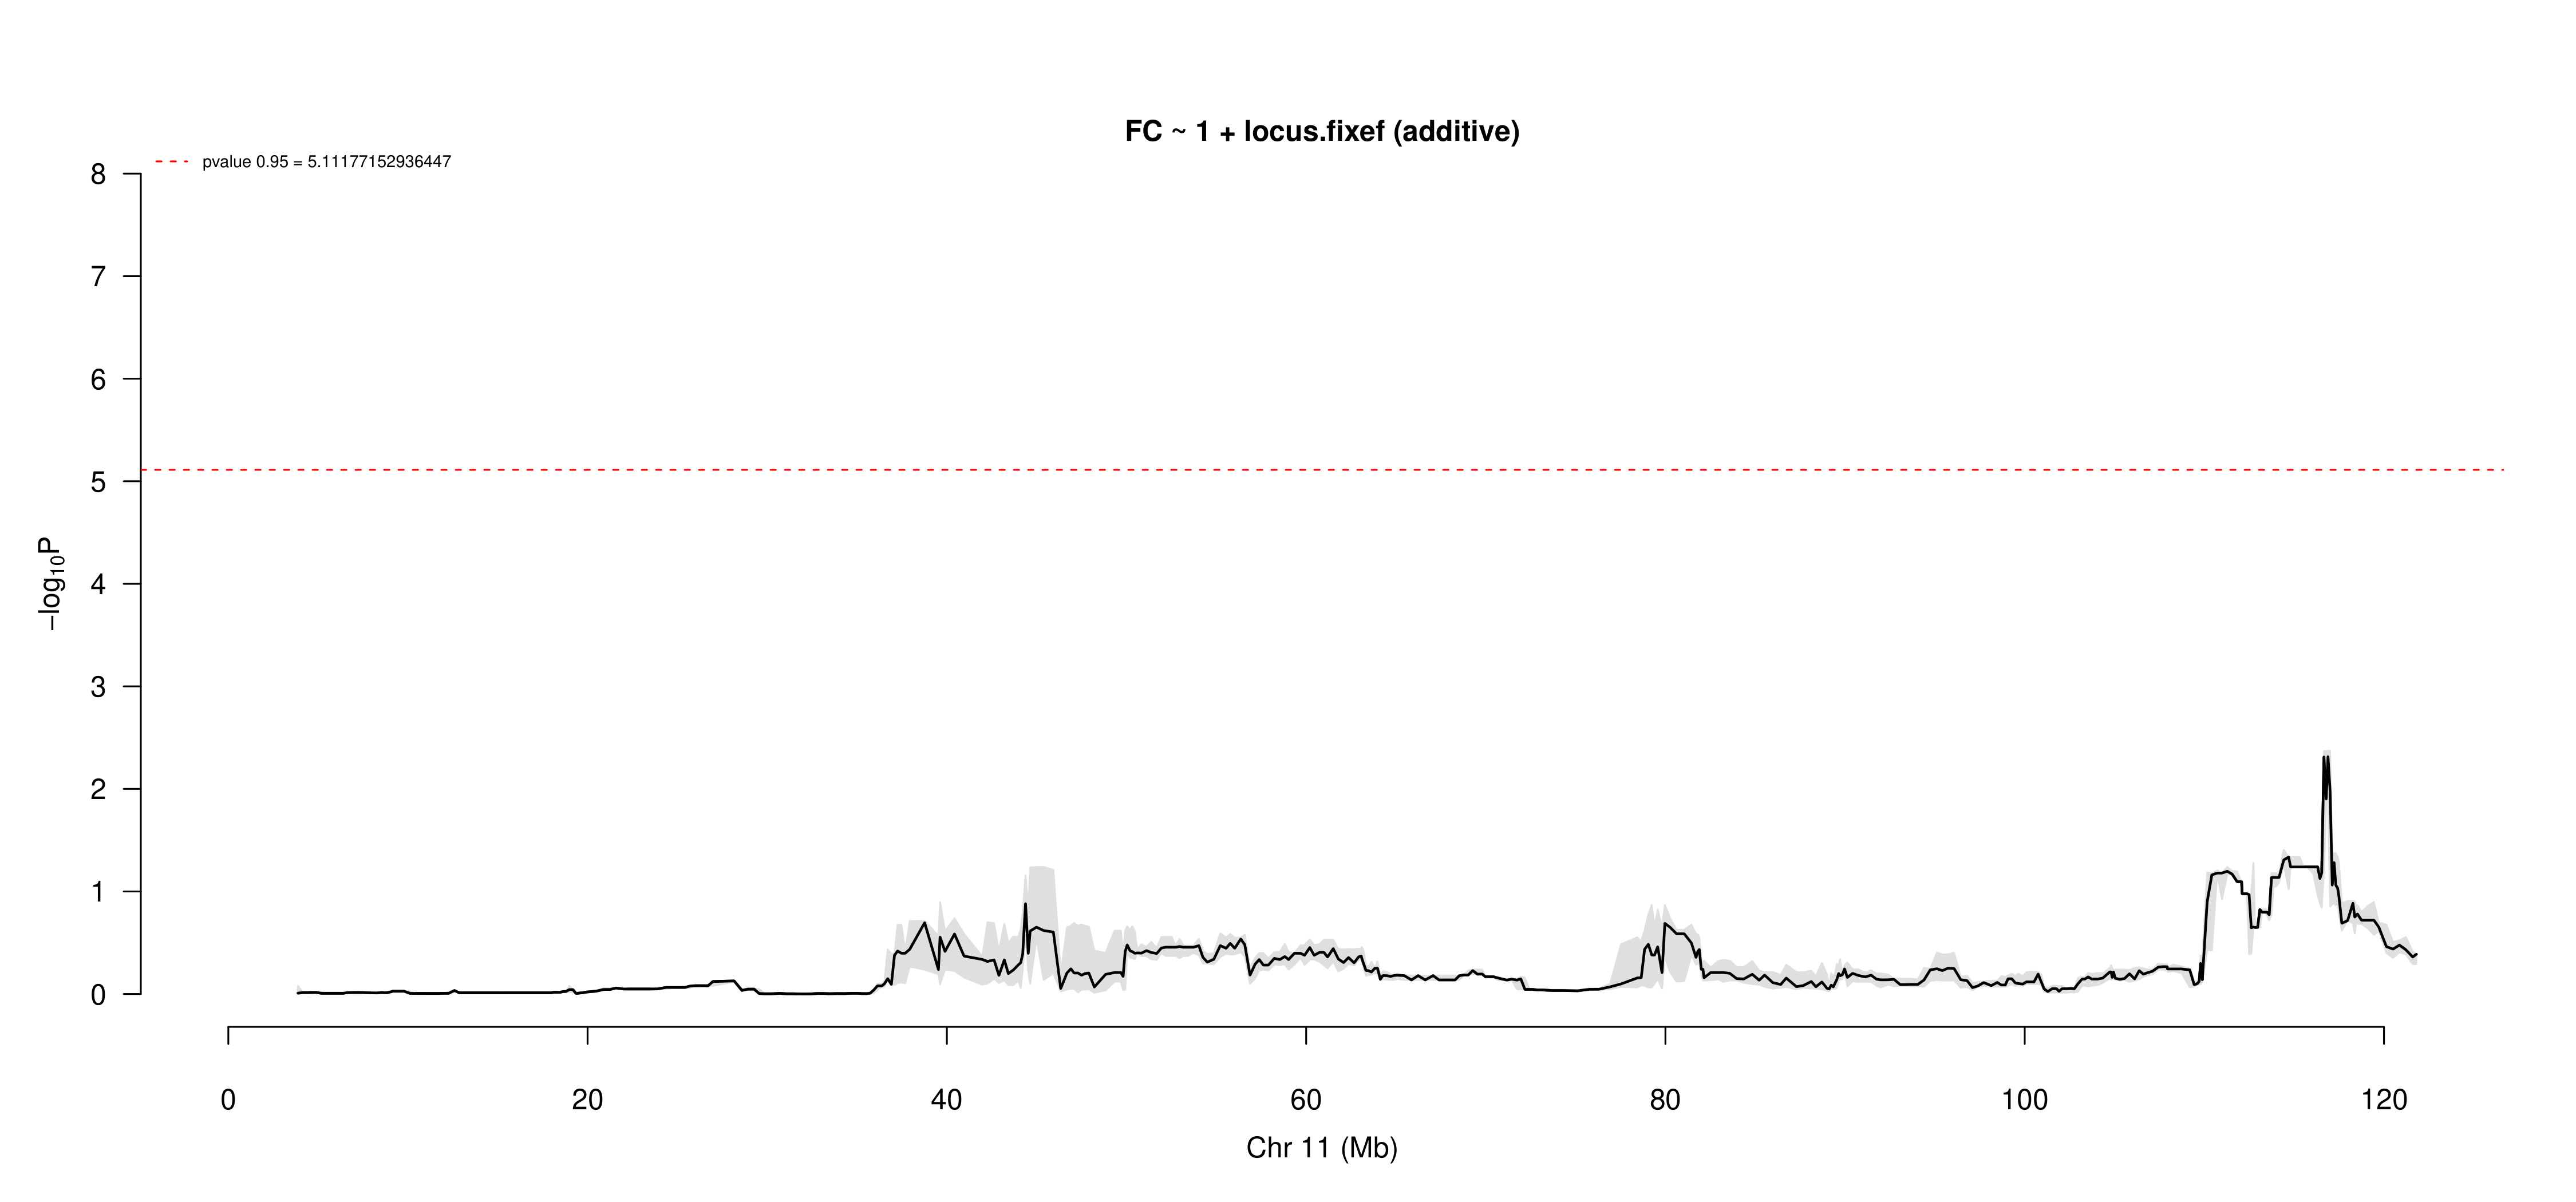 FC ~ 1 + locus.fixef (additive)
pvalue 0.95 = 5.11177152936447
8
7
6
5
4
3
2
1
0
−log10P
0 20 40 60 80 100 120
Chr 11 (Mb)